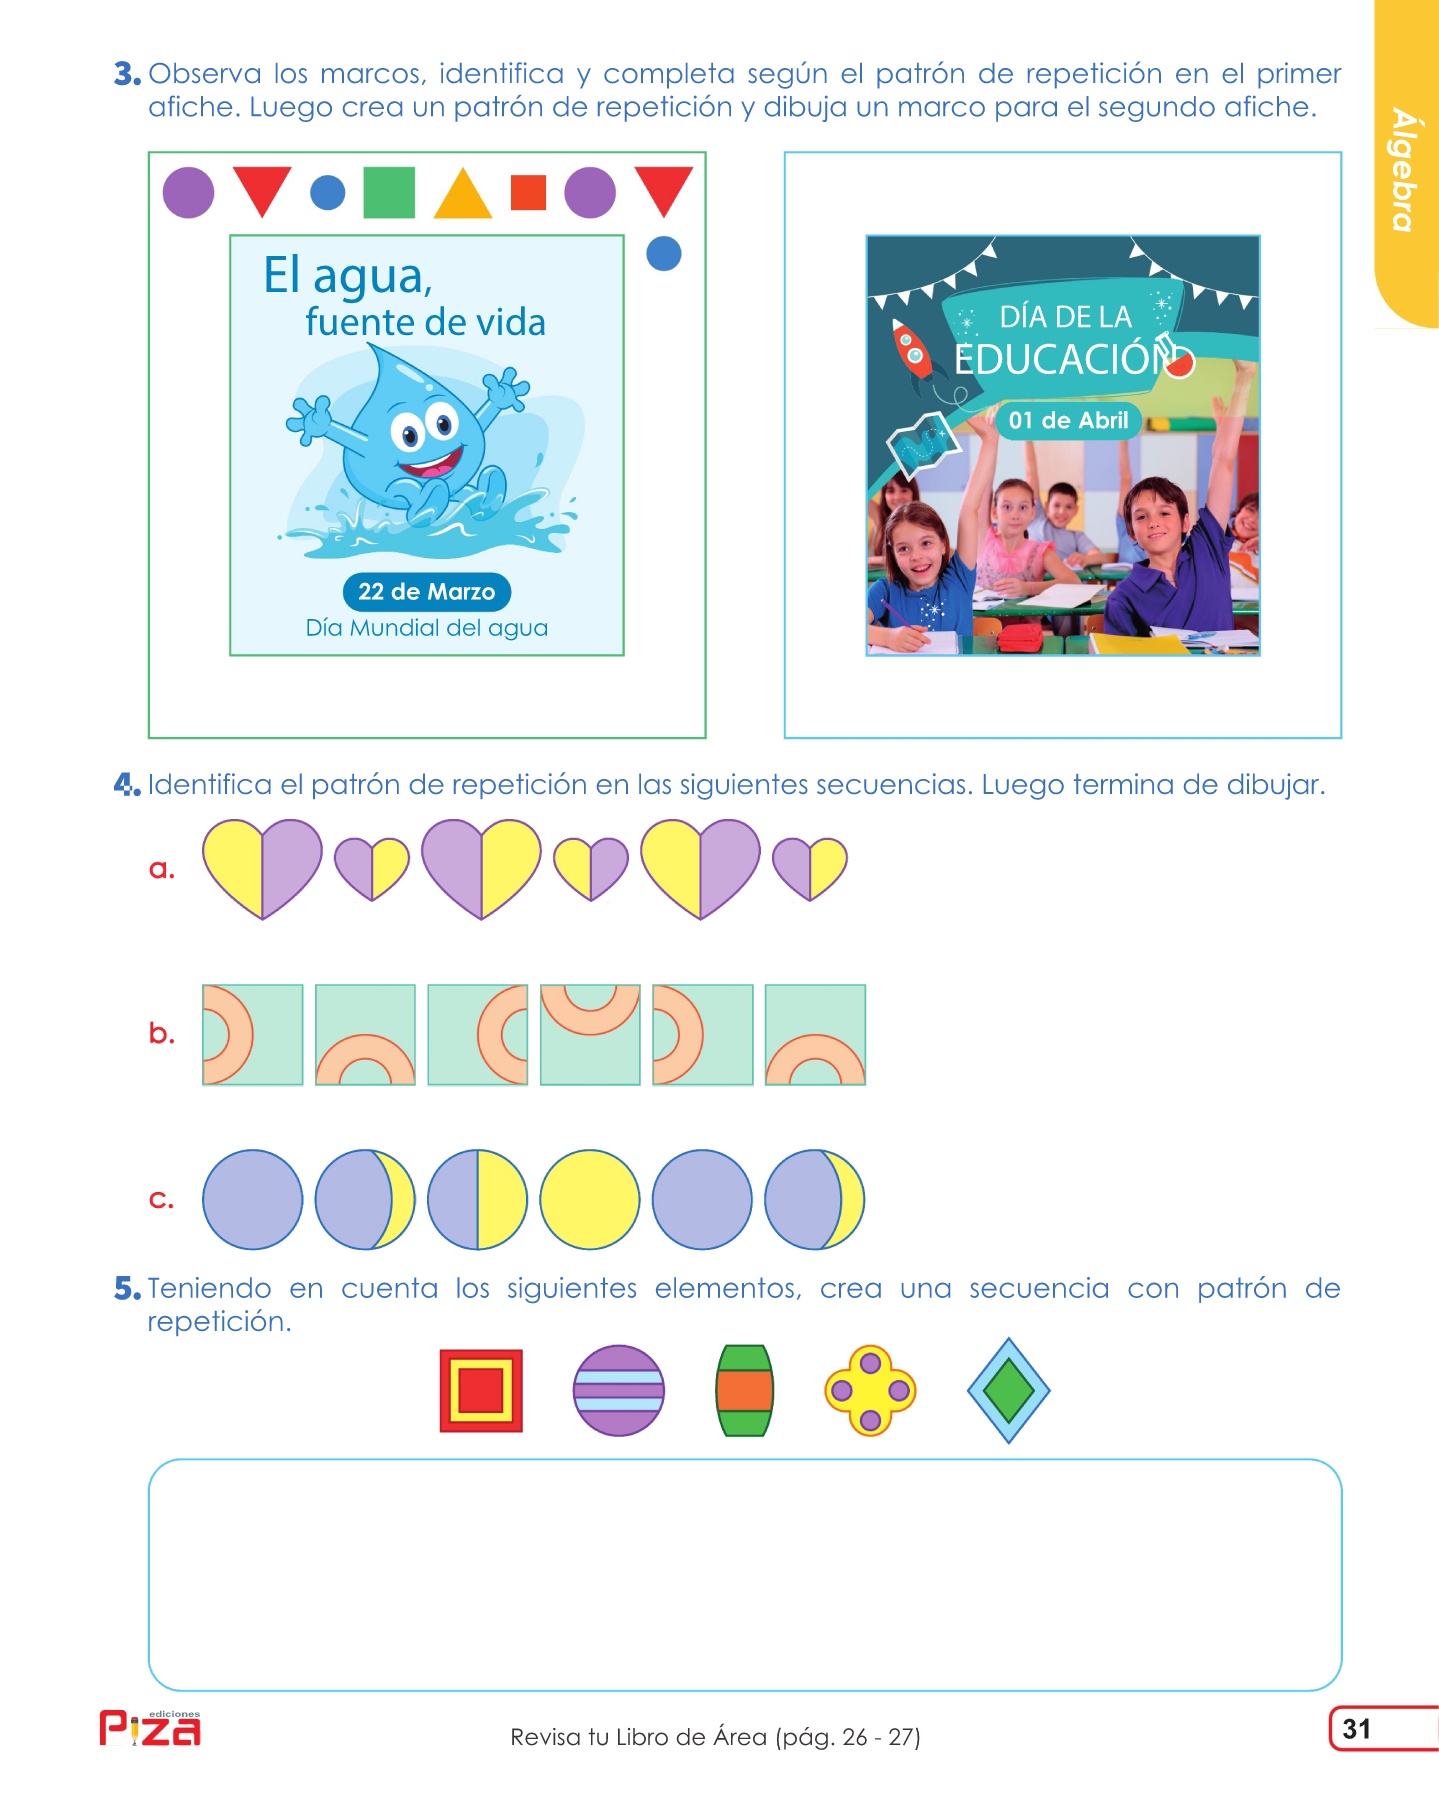 Álgebra
3. Observa los marcos, identifica y completa según el patrón de repetición en el primer
afiche. Luego crea un patrón de repetición y dibuja un marco para el segundo afiche.
El agua,
fuente de vida
22 de Marzo
Día Mundial del agua
DÍA DE LA
EDUCACIÓN
01 de Abril
4. Identifica el patrón de repetición en las siguientes secuencias. Luego termina de dibujar.
a.
b.
c.
5. Teniendo en cuenta los siguientes elementos, crea una secuencia con patrón de
repetición.
ediciones
Piza
Revisa tu Libro de Área (pág. 26 - 27)
31